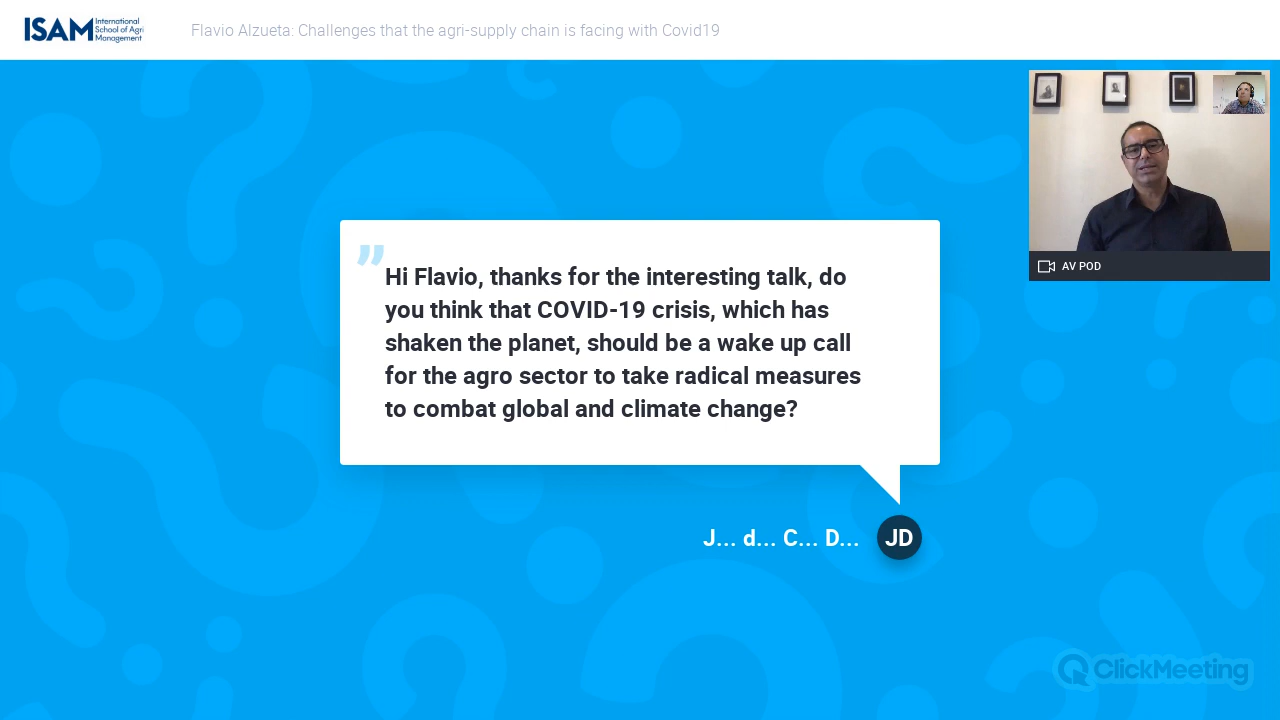 ISAM International
School of Agri
Management
Flavio Alzueta: Challenges that the agri-supply chain is facing with Covid19
AV POD
”
Hi Flavio, thanks for the interesting talk, do
you think that COVID-19 crisis, which has
shaken the planet, should be a wake up call
for the agro sector to take radical measures
to combat global and climate change?
J... d... C... D... JD
ClickMeeting